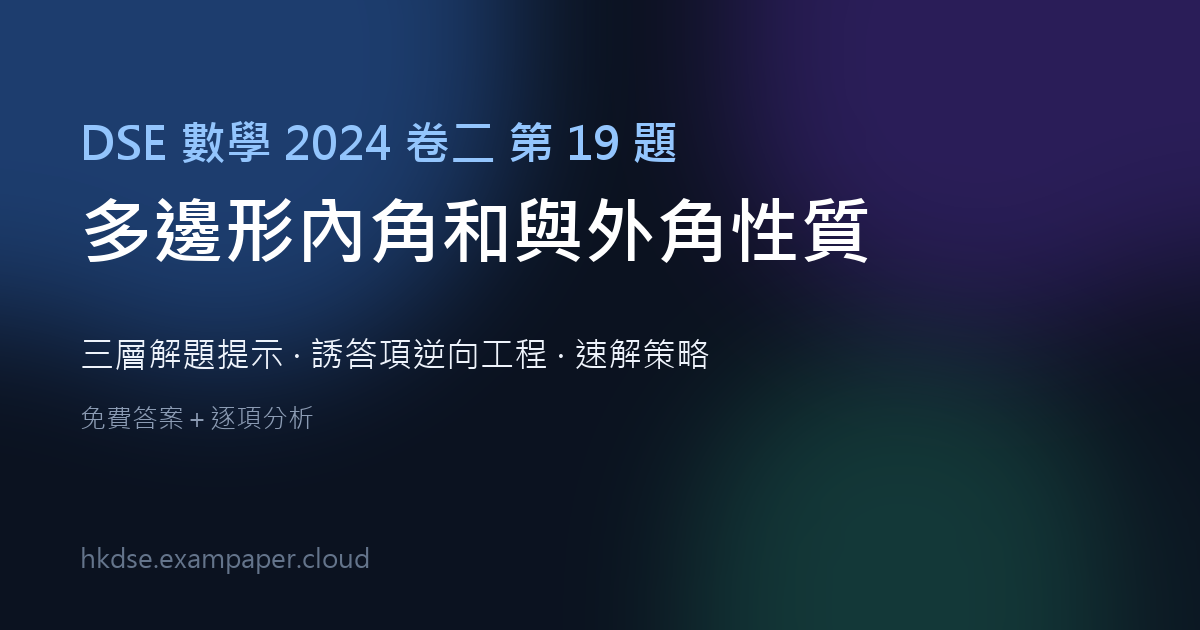 DSE 數學 2024 卷二 第 19 題
多邊形內角和與外角性質
三層解題提示 · 誘答項逆向工程 · 速解策略
免費答案 + 逐項分析
hkdse.exampaper.cloud